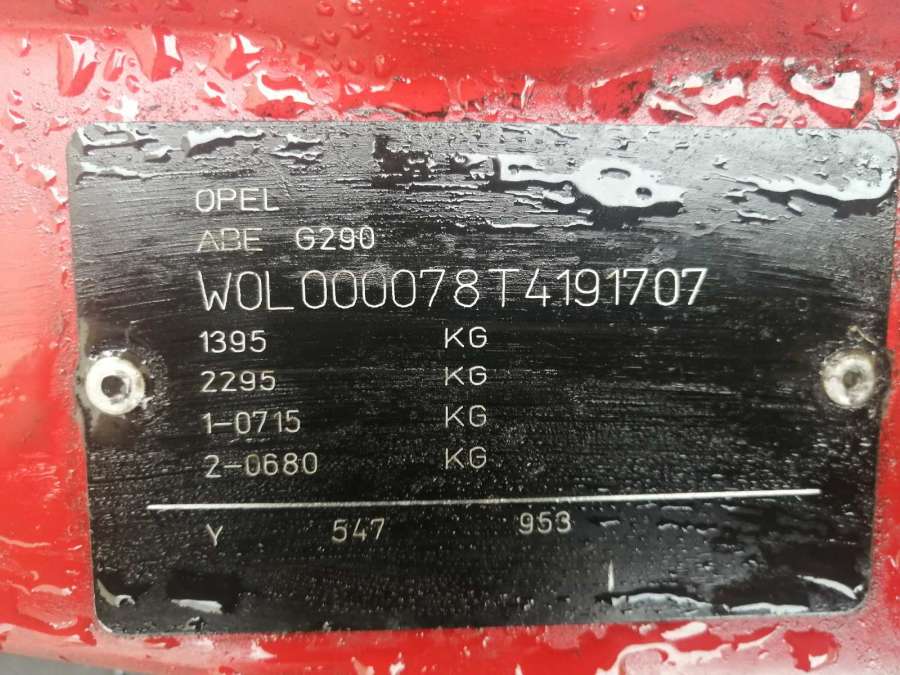 OPEL
ABE G290
W0L000078T4191707
1395 KG
2295 KG
1-0715 KG
2-0680 KG
Y 547 953